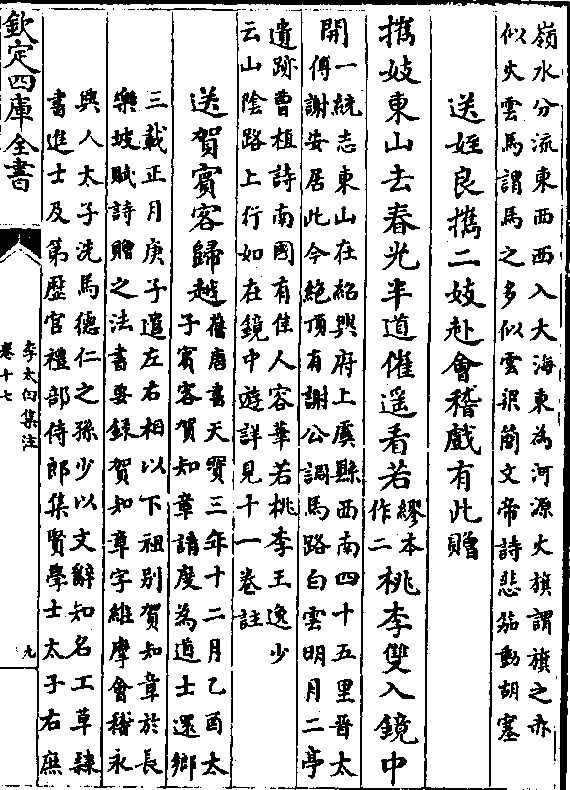 嶺水分流東西西入大海東為河源火旗謂旗之赤
似火雲馬謂馬之多似雲梁簡文帝詩悲笳動胡塞
送姪良攜二妓赴會稽戲有此贈
攜妓東山去春光半道催遥看若繆本作二桃李雙入鏡中
開一統志東山在紹興府上虞縣西南四十五里晉太
傅謝安居此今絶頂有謝公調馬路白雲明月二亭
遺跡曹植詩南國有佳人容華若桃李王逸少
云山隂路上行如在鏡中遊詳見十一卷註
送賀賓客歸越舊唐書天寶三年十二月乙酉太
子賓客賀知章請度為道士還鄉
三載正月庚子遣左右相以下祖別賀知章於長
樂坡賦詩贈之法書要録賀知章字維摩會稽永
興人太子洗馬德仁之孫少以文辭知名工草隸
書進士及第歴官禮部侍郎集賢學士太子右庶
欽定四庫全書
李太白集注
卷十七
九